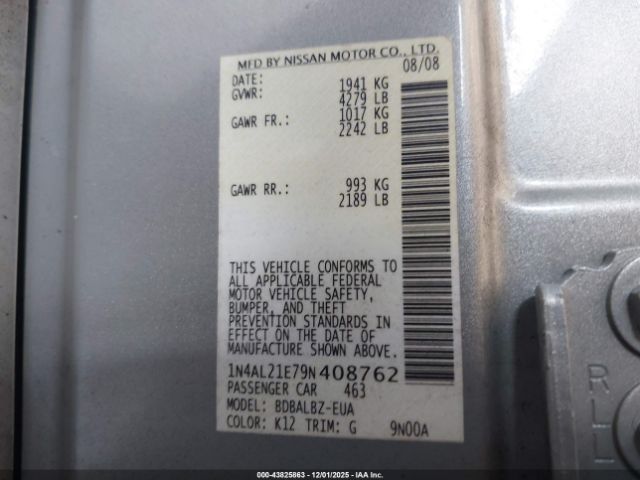 MFD BY NISSAN MOTOR CO., LTD.
DATE: 08/08
GVWR: 1941 KG
4279 LB
GAWR FR.: 1017 KG
2242 LB
GAWR RR.: 993 KG
2189 LB
THIS VEHICLE CONFORMS TO
ALL APPLICABLE FEDERAL
MOTOR VEHICLE SAFETY,
BUMPER, AND THEFT
PREVENTION STANDARDS IN
EFFECT ON THE DATE OF
MANUFACTURE SHOWN ABOVE.
1N4AL21E79N408762
PASSENGER CAR 463
MODEL: BDBALBZ-EUA
COLOR: K12 TRIM: G 9N00A
RLL
000-43825863 - 12/01/2025 - IAA Inc.